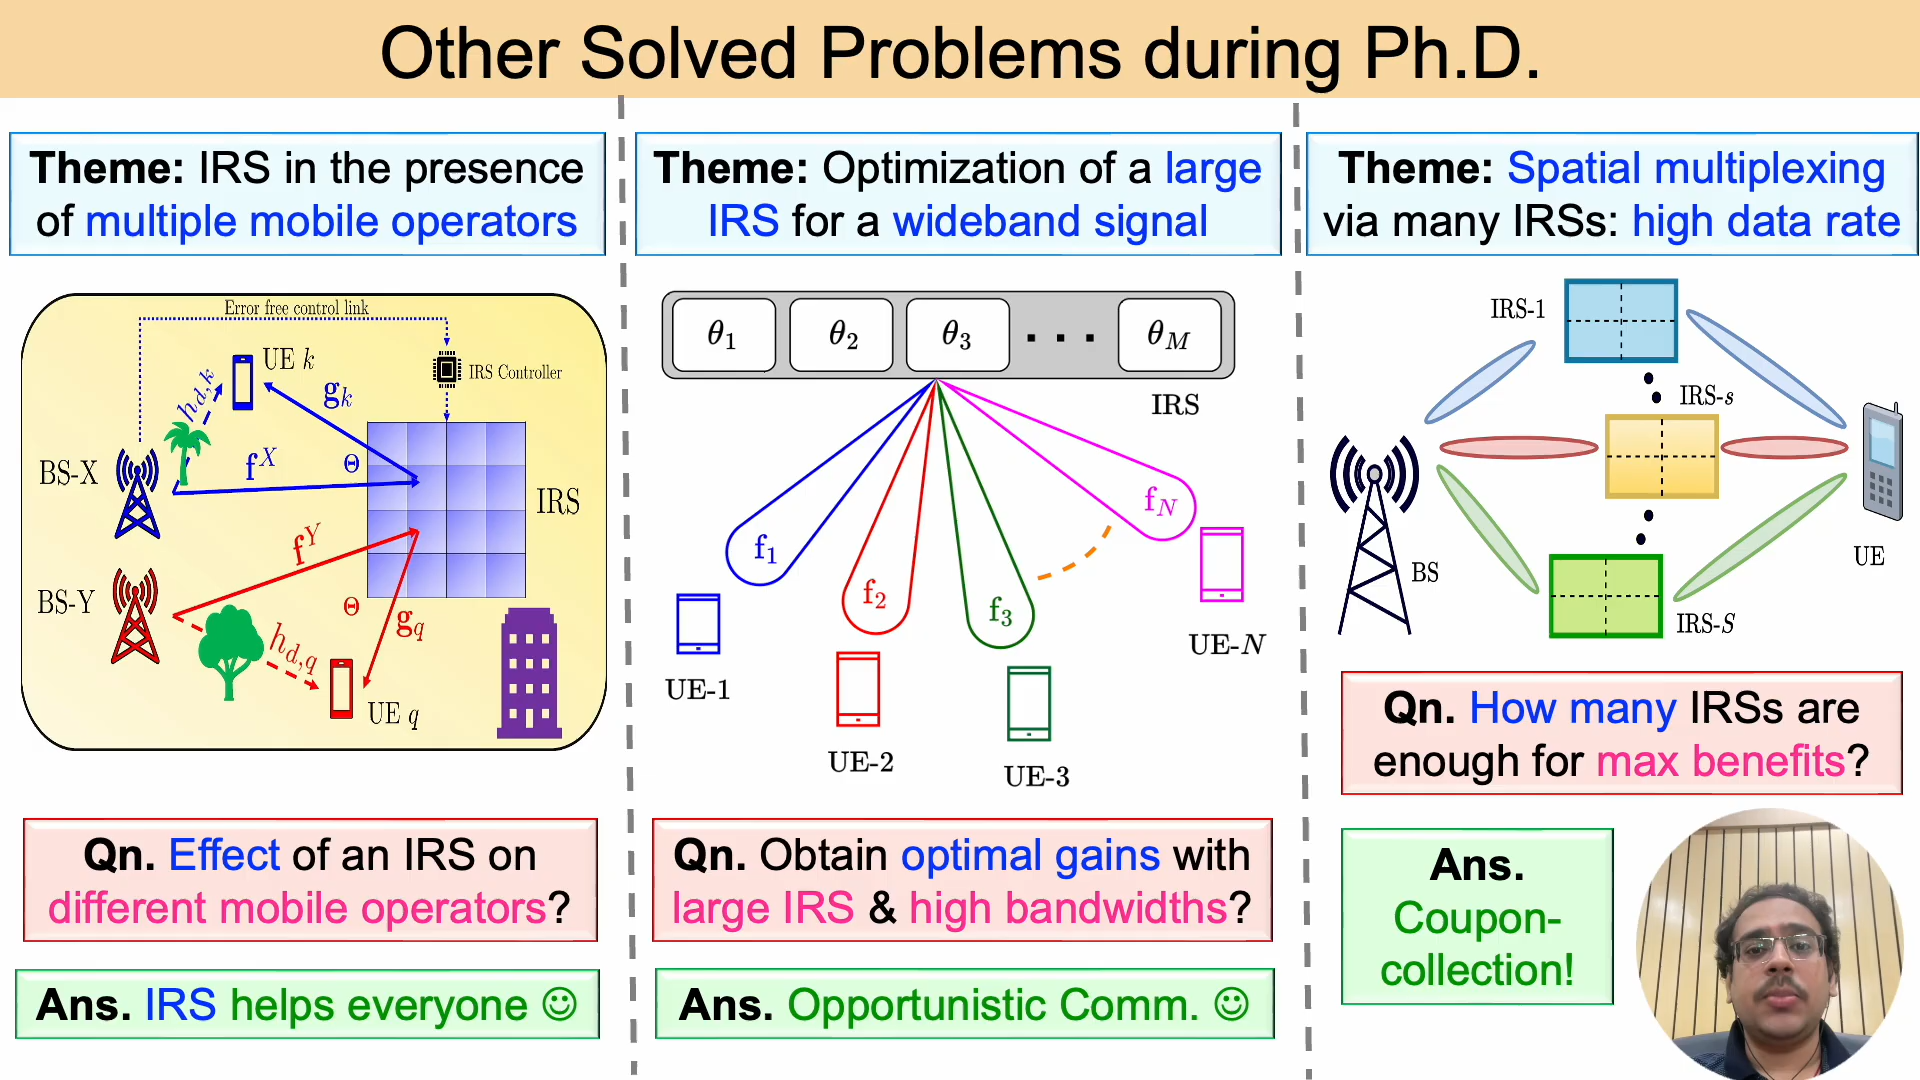 Other Solved Problems during Ph.D.
Theme: IRS in the presence
of multiple mobile operators
Error free control link
UE k
h_{d,k}
g_k
IRS Controller
BS-X
f^X
Θ
IRS
f^Y
BS-Y
Θ
g_q
h_{d,q}
UE q
Qn. Effect of an IRS on
different mobile operators?
Ans. IRS helps everyone ☺
Theme: Optimization of a large
IRS for a wideband signal
θ_1 θ_2 θ_3 ··· θ_M
IRS
f_1
f_2
f_3
f_N
UE-1
UE-2
UE-3
UE-N
Qn. Obtain optimal gains with
large IRS & high bandwidths?
Ans. Opportunistic Comm. ☺
Theme: Spatial multiplexing
via many IRSs: high data rate
IRS-1
IRS-s
BS
UE
IRS-S
Qn. How many IRSs are
enough for max benefits?
Ans.
Coupon-
collection!